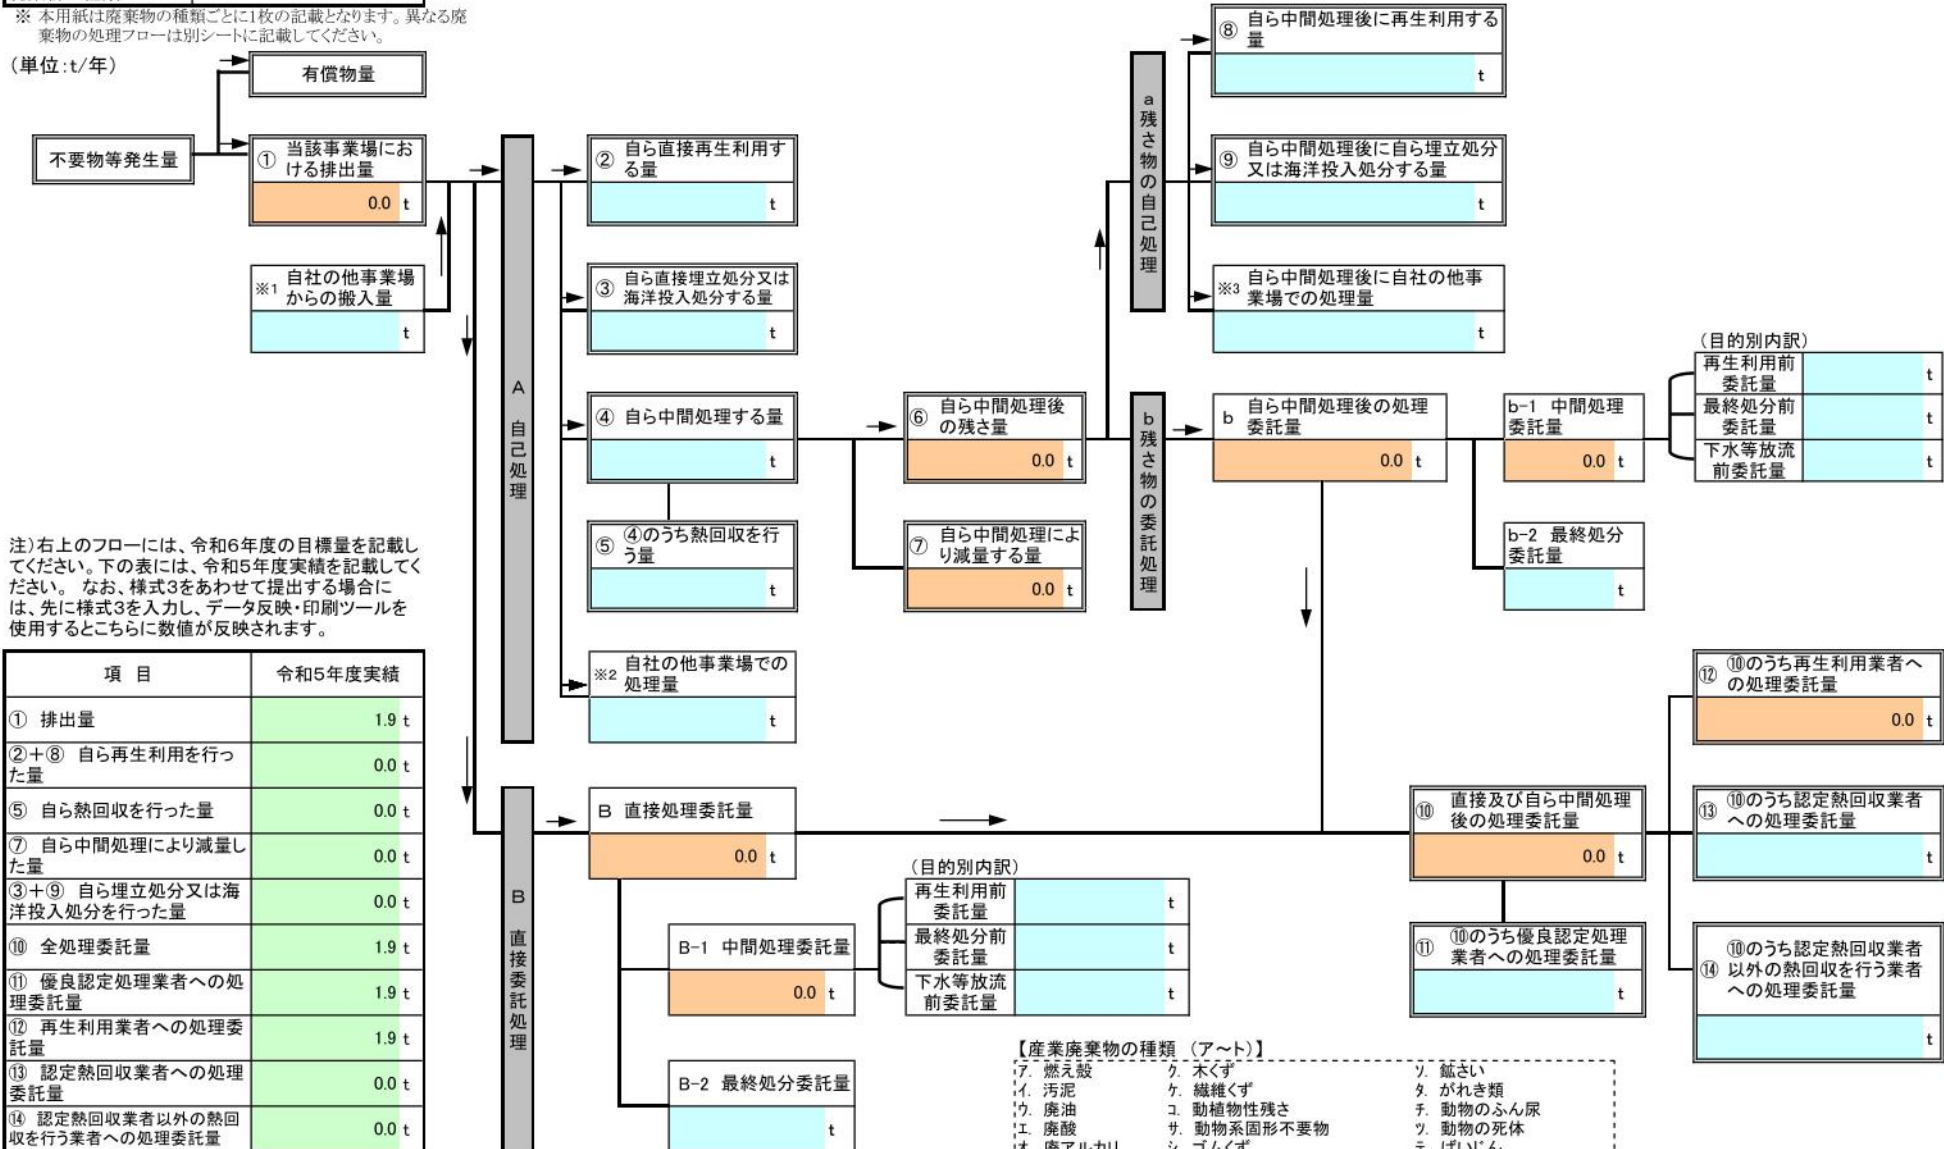 ※ 本用紙は廃棄物の種類ごとに1枚の記載となります。異なる廃
棄物の処理フローは別シートに記載してください。
(単位:t/年)
有償物量
不要物等発生量
① 当該事業場にお
ける排出量
0.0 t
※1 自社の他事業場
からの搬入量
t
A 自己処理
② 自ら直接再生利用す
る量
t
③ 自ら直接埋立処分又は
海洋投入処分する量
t
④ 自ら中間処理する量
t
⑤ ④のうち熱回収を行
う量
t
※2 自社の他事業場での
処理量
t
⑥ 自ら中間処理後
の残さ量
0.0 t
⑦ 自ら中間処理によ
り減量する量
0.0 t
a 残さ物の自己処理
⑧ 自ら中間処理後に再生利用する
量
t
⑨ 自ら中間処理後に自ら埋立処分
又は海洋投入処分する量
t
※3 自ら中間処理後に自社の他事
業場での処理量
t
b 残さ物の委託処理
b 自ら中間処理後の処理
委託量
0.0 t
b-1 中間処理
委託量
0.0 t
(目的別内訳)
再生利用前
委託量
t
最終処分前
委託量
t
下水等放流
前委託量
t
b-2 最終処分
委託量
t
注)右上のフローには、令和6年度の目標量を記載し
てください。下の表には、令和5年度実績を記載してく
ださい。 なお、様式3をあわせて提出する場合に
は、先に様式3を入力し、データ反映・印刷ツールを
使用するとこちらに数値が反映されます。
項 目 令和5年度実績
① 排出量 1.9 t
②+⑧ 自ら再生利用を行っ
た量 0.0 t
⑤ 自ら熱回収を行った量 0.0 t
⑦ 自ら中間処理により減量し
た量 0.0 t
③+⑨ 自ら埋立処分又は海
洋投入処分を行った量 0.0 t
⑩ 全処理委託量 1.9 t
⑪ 優良認定処理業者への処
理委託量 1.9 t
⑫ 再生利用業者への処理委
託量 1.9 t
⑬ 認定熱回収業者への処理
委託量 0.0 t
⑭ 認定熱回収業者以外の熱回
収を行う業者への処理委託量 0.0 t
B 直接委託処理
B 直接処理委託量
0.0 t
B-1 中間処理委託量
0.0 t
(目的別内訳)
再生利用前
委託量
t
最終処分前
委託量
t
下水等放流
前委託量
t
B-2 最終処分委託量
t
⑩ 直接及び自ら中間処理
後の処理委託量
0.0 t
⑪ ⑩のうち優良認定処理
業者への処理委託量
t
⑫ ⑩のうち再生利用業者へ
の処理委託量
0.0 t
⑬ ⑩のうち認定熱回収業者
への処理委託量
t
⑭ ⑩のうち認定熱回収業者
以外の熱回収を行う業者
への処理委託量
t
【産業廃棄物の種類 (ア~ト)】
ア. 燃え殻 ク. 木くず ソ. 鉱さい
イ. 汚泥 ケ. 繊維くず タ. がれき類
ウ. 廃油 コ. 動植物性残さ チ. 動物のふん尿
エ. 廃酸 サ. 動物系固形不要物 ツ. 動物の死体
オ. 廃アルカリ シ. ゴムくず テ. ばいじん